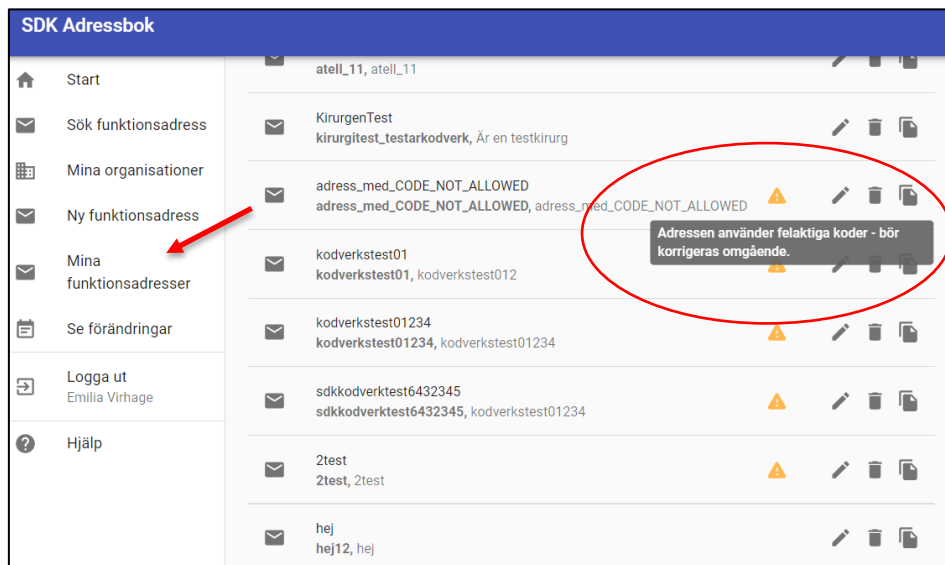 SDK Adressbok
Start
Sök funktionsadress
Mina organisationer
Ny funktionsadress
Mina
funktionsadresser
Se förändringar
Logga ut
Emilia Virhage
Hjälp
atell_11, atell_11
KirurgenTest
kirurgitest_testarkodverk, Är en testkirurg
adress_med_CODE_NOT_ALLOWED
adress_med_CODE_NOT_ALLOWED, adress_med_CODE_NOT_ALLOWED
Adressen använder felaktiga koder - bör
korrigeras omgående.
kodverkstest01
kodverkstest01, kodverkstest012
kodverkstest01234
kodverkstest01234, kodverkstest01234
sdkkodverktest6432345
sdkkodverktest6432345, kodverkstest01234
2test
2test, 2test
hej
hej12, hej